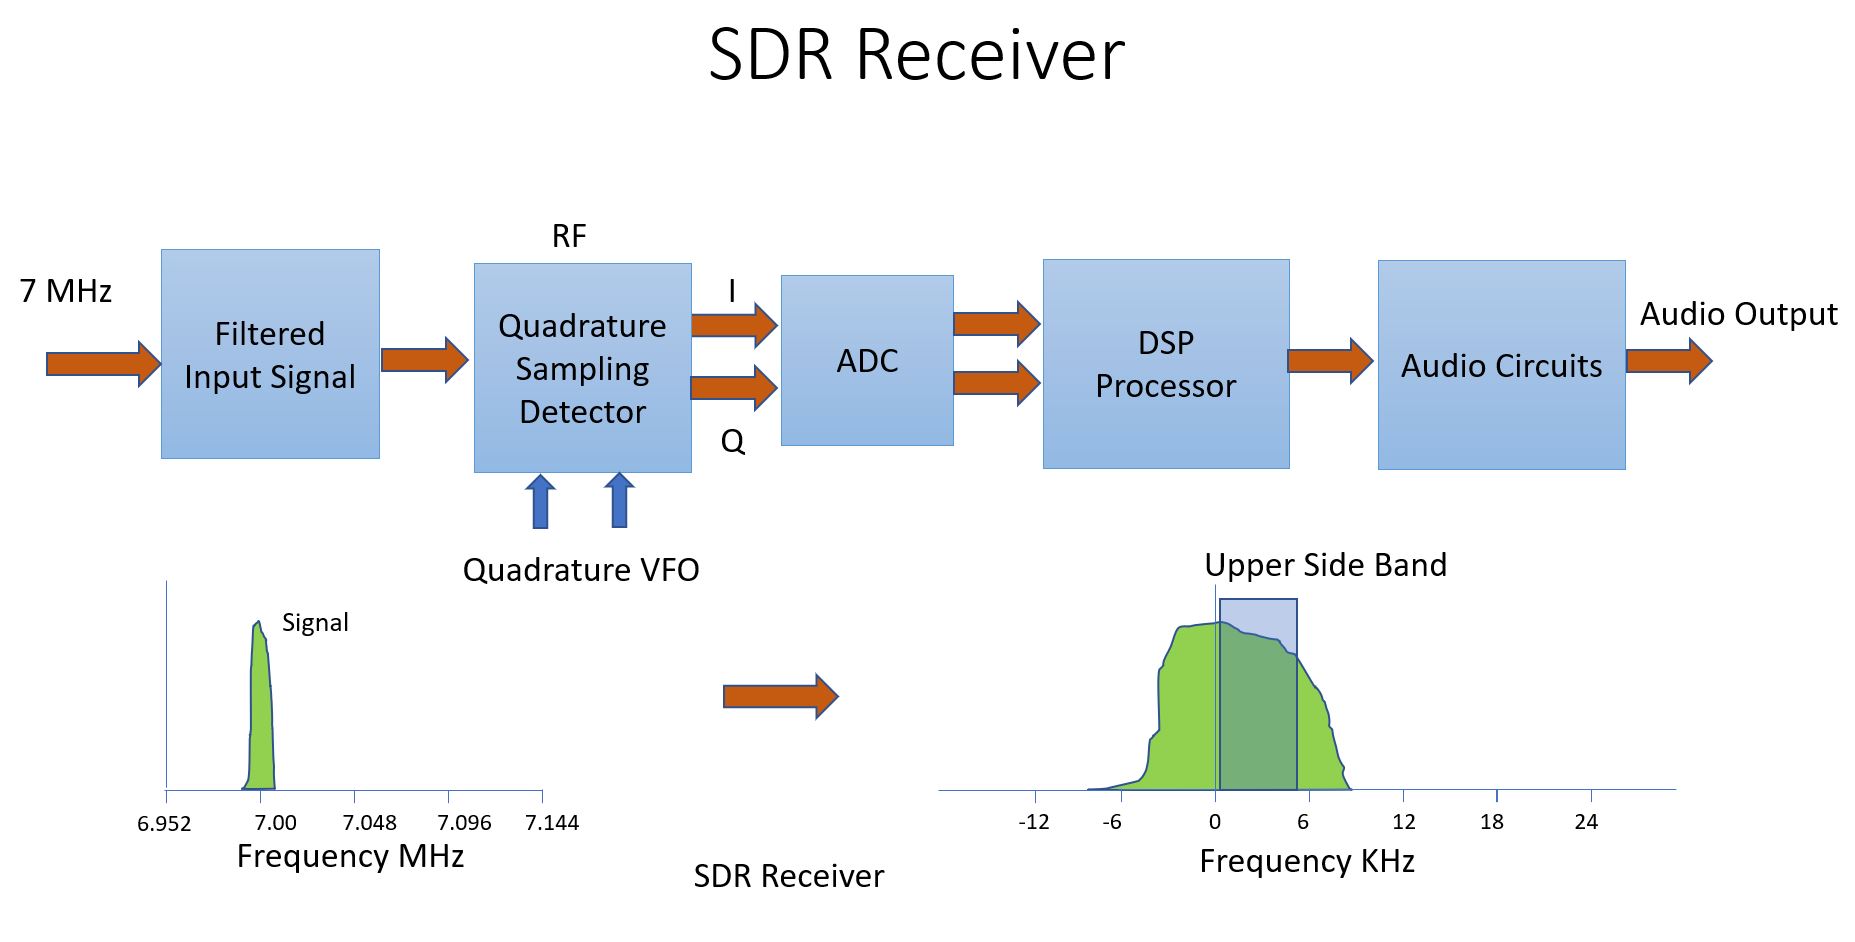 SDR Receiver
RF
7 MHz
Filtered
Input Signal
Quadrature
Sampling
Detector
I
Q
ADC
DSP
Processor
Audio Circuits
Audio Output
Quadrature VFO
Signal
6.952 7.00 7.048 7.096 7.144
Frequency MHz
SDR Receiver
Upper Side Band
-12 -6 0 6 12 18 24
Frequency KHz